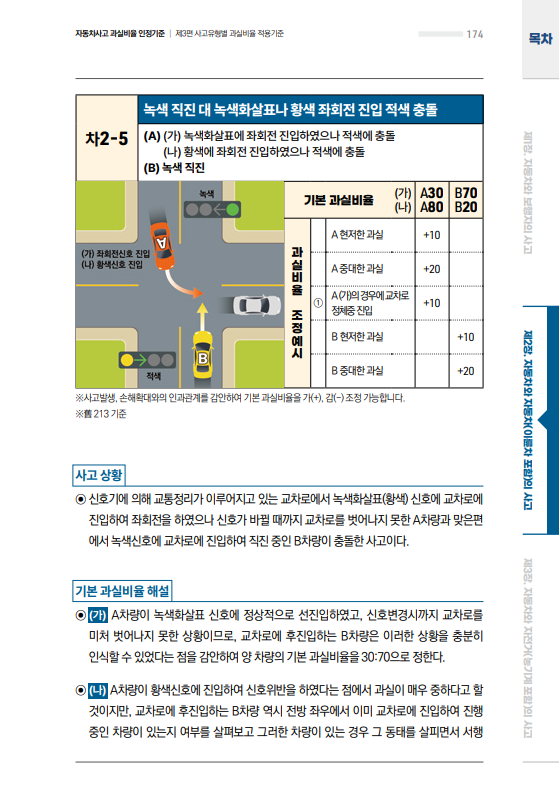 자동차사고 과실비율 인정기준 | 제3편 사고유형별 과실비율 적용기준
174
목차
차2-5
녹색 직진 대 녹색화살표나 황색 좌회전 진입 적색 충돌
(A) (가) 녹색화살표에 좌회전 진입하였으나 적색에 충돌
(나) 황색에 좌회전 진입하였으나 적색에 충돌
(B) 녹색 직진
녹색
A
(가) 좌회전신호 진입
(나) 황색신호 진입
B
적색
기본 과실비율 (가) A30 B70
(나) A80 B20
과실비율 조정예시
A 현저한 과실 +10
A 중대한 과실 +20
① A (가)의 경우에 교차로
정체중 진입 +10
B 현저한 과실 +10
B 중대한 과실 +20
※사고발생, 손해확대와의 인과관계를 감안하여 기본 과실비율을 가(+), 감(-) 조정 가능합니다.
※舊 213 기준
사고 상황
◉ 신호기에 의해 교통정리가 이루어지고 있는 교차로에서 녹색화살표(황색) 신호에 교차로에
진입하여 좌회전을 하였으나 신호가 바뀔 때까지 교차로를 벗어나지 못한 A차량과 맞은편
에서 녹색신호에 교차로에 진입하여 직진 중인 B차량이 충돌한 사고이다.
기본 과실비율 해설
◉ (가) A차량이 녹색화살표 신호에 정상적으로 선진입하였고, 신호변경시까지 교차로를
미처 벗어나지 못한 상황이므로, 교차로에 후진입하는 B차량은 이러한 상황을 충분히
인식할 수 있었다는 점을 감안하여 양 차량의 기본 과실비율을 30:70으로 정한다.
◉ (나) A차량이 황색신호에 진입하여 신호위반을 하였다는 점에서 과실이 매우 중하다고 할
것이지만, 교차로에 후진입하는 B차량 역시 전방 좌우에서 이미 교차로에 진입하여 진행
중인 차량이 있는지 여부를 살펴보고 그러한 차량이 있는 경우 그 동태를 살피면서 서행
제1장. 자동차와 보행자의 사고
제2장. 자동차와 자동차(이륜차 포함)의 사고
제3장. 자동차와 자전거(농기계 포함)의 사고